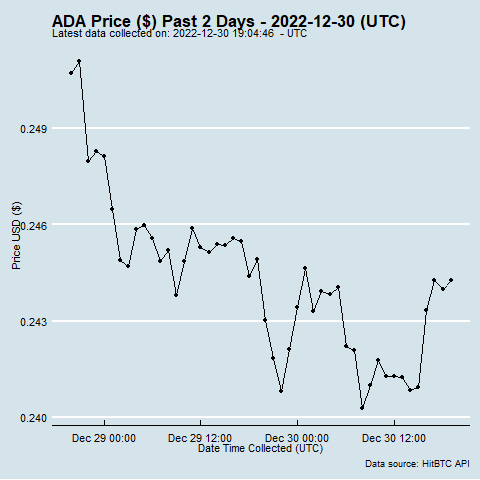 ADA Price ($) Past 2 Days - 2022-12-30 (UTC)
Latest data collected on: 2022-12-30 19:04:46  - UTC
Price USD ($)
0.249
0.246
0.243
0.240
Dec 29 00:00
Dec 29 12:00
Dec 30 00:00
Dec 30 12:00
Date Time Collected (UTC)
Data source: HitBTC API